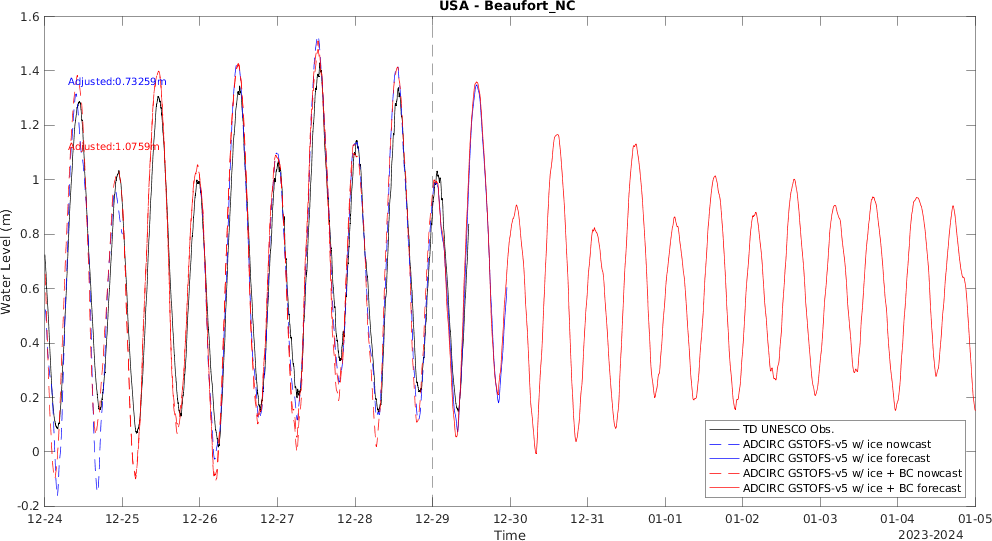 USA - Beaufort_NC
1.6
1.4
1.2
1
0.8
0.6
0.4
0.2
0
-0.2
Water Level (m)
Adjusted:0.73259m
Adjusted:1.0759m
TD UNESCO Obs.
ADCIRC GSTOFS-v5 w/ ice nowcast
ADCIRC GSTOFS-v5 w/ ice forecast
ADCIRC GSTOFS-v5 w/ ice + BC nowcast
ADCIRC GSTOFS-v5 w/ ice + BC forecast
12-24 12-25 12-26 12-27 12-28 12-29 12-30 12-31 01-01 01-02 01-03 01-04 01-05
Time
2023-2024